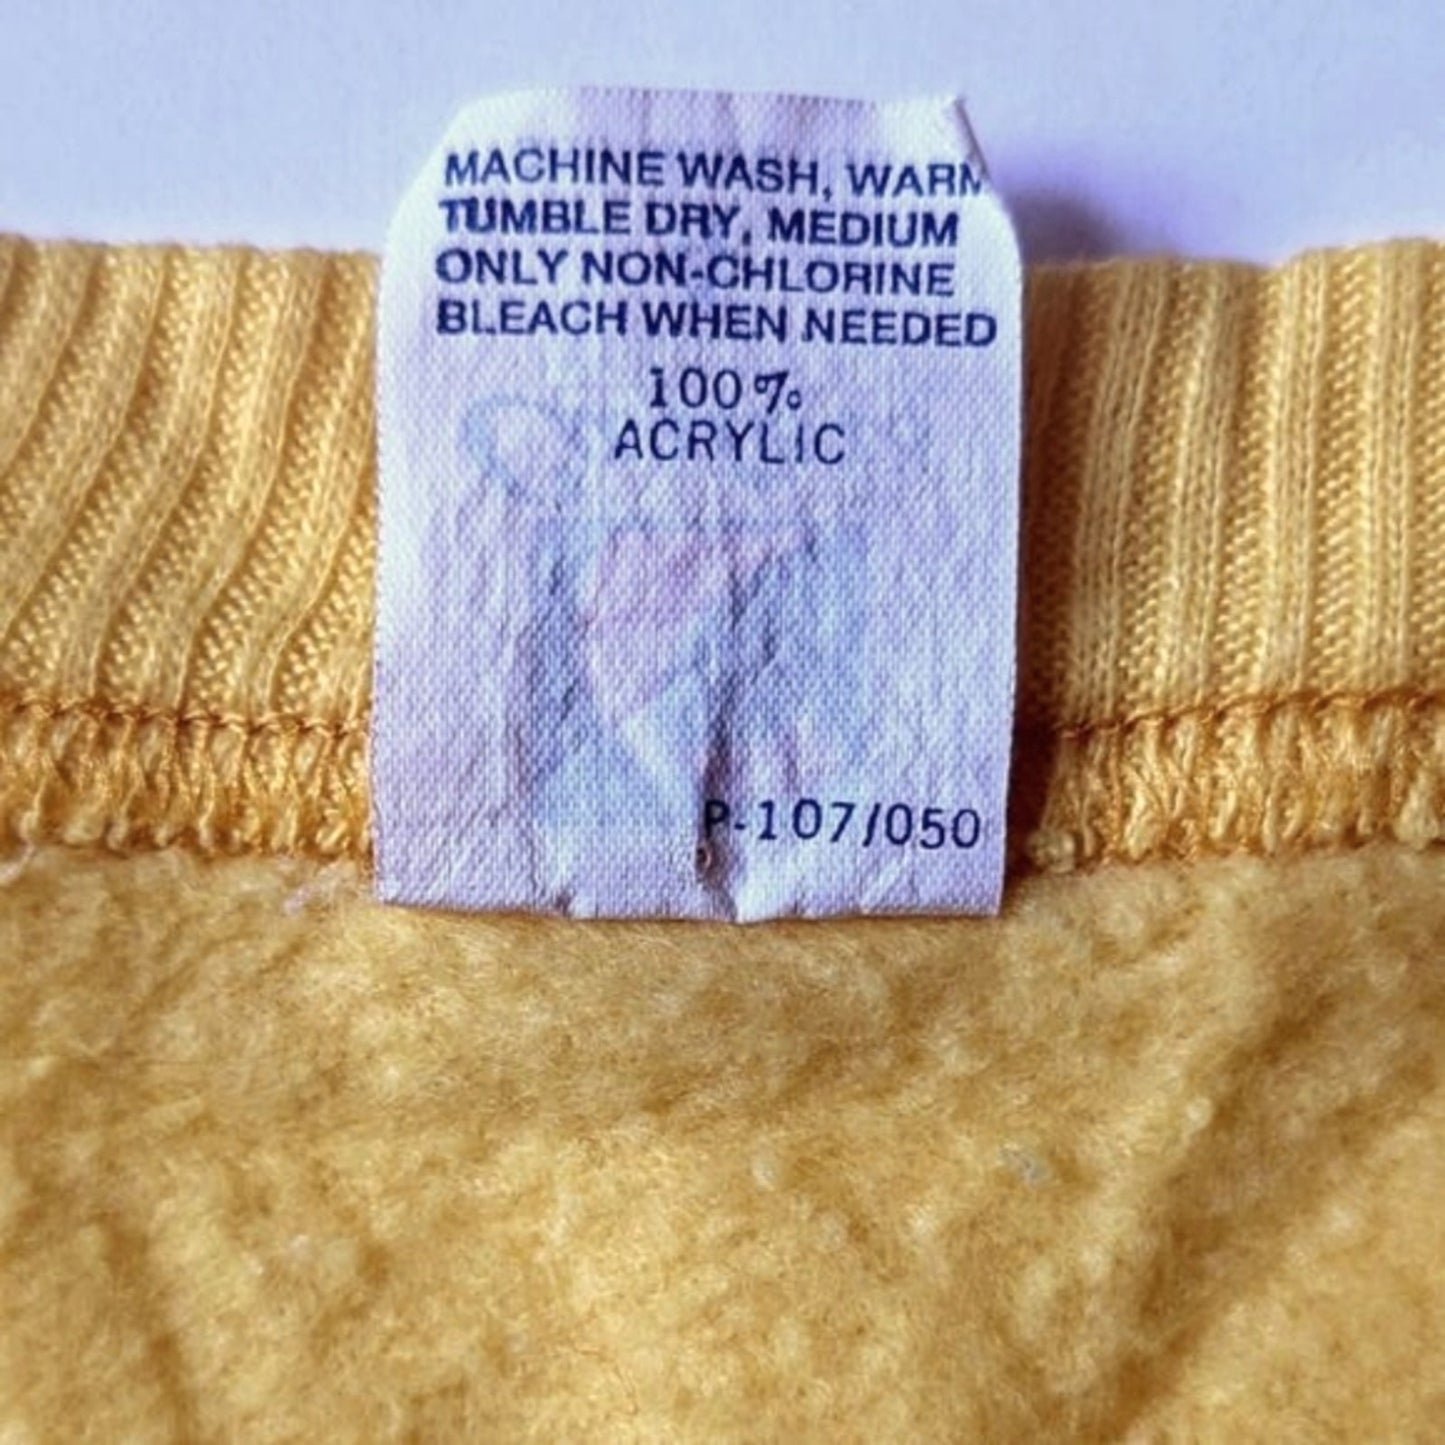 MACHINE WASH, WARM
TUMBLE DRY, MEDIUM
ONLY NON-CHLORINE
BLEACH WHEN NEEDED
100%
ACRYLIC
P-107/050